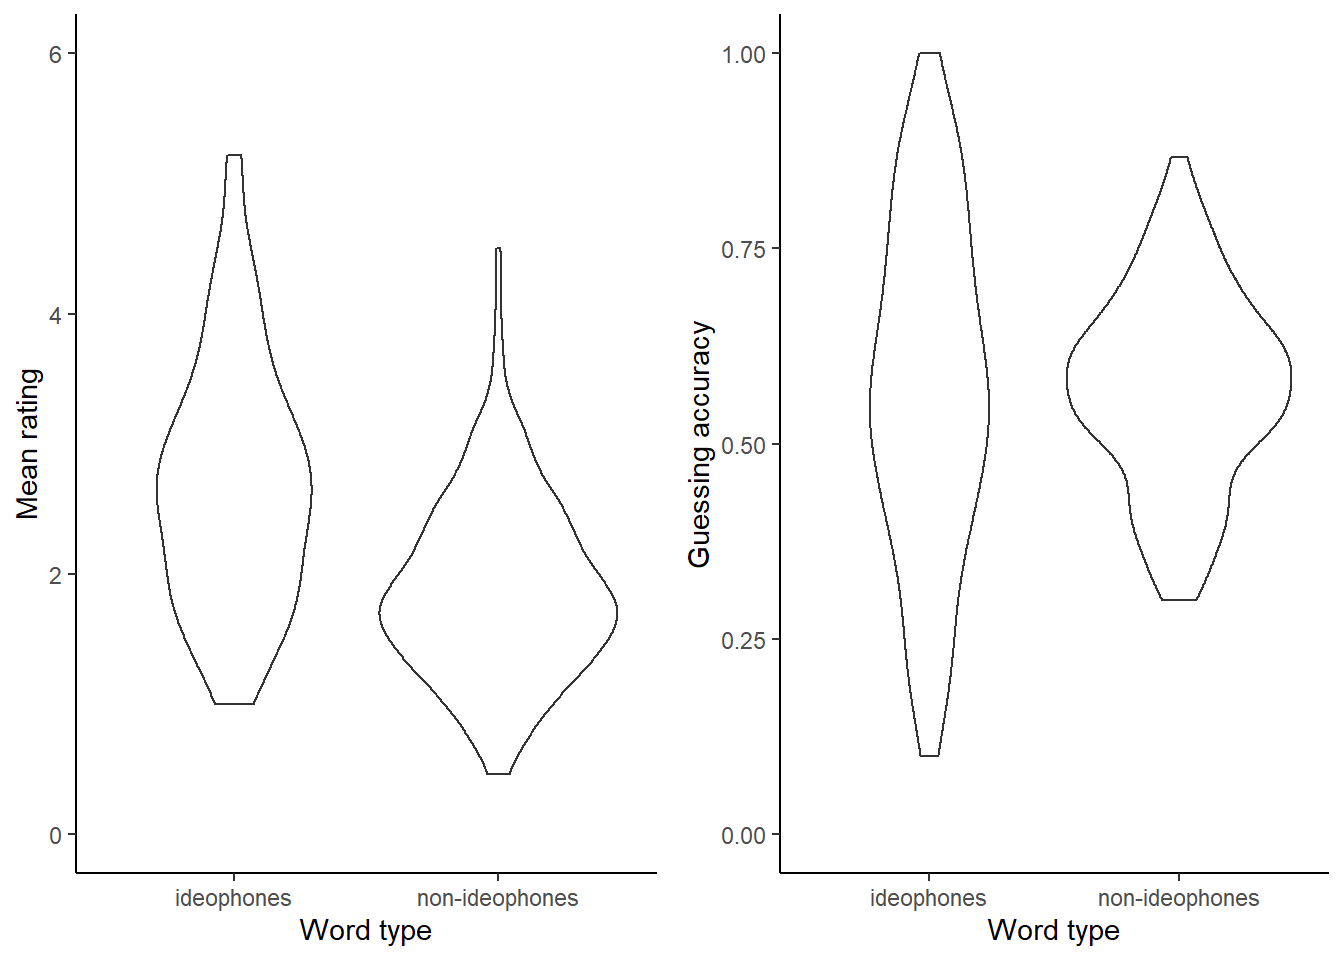 Mean rating
6
4
2
0
ideophones
non-ideophones
Word type
Guessing accuracy
1.00
0.75
0.50
0.25
0.00
ideophones
non-ideophones
Word type